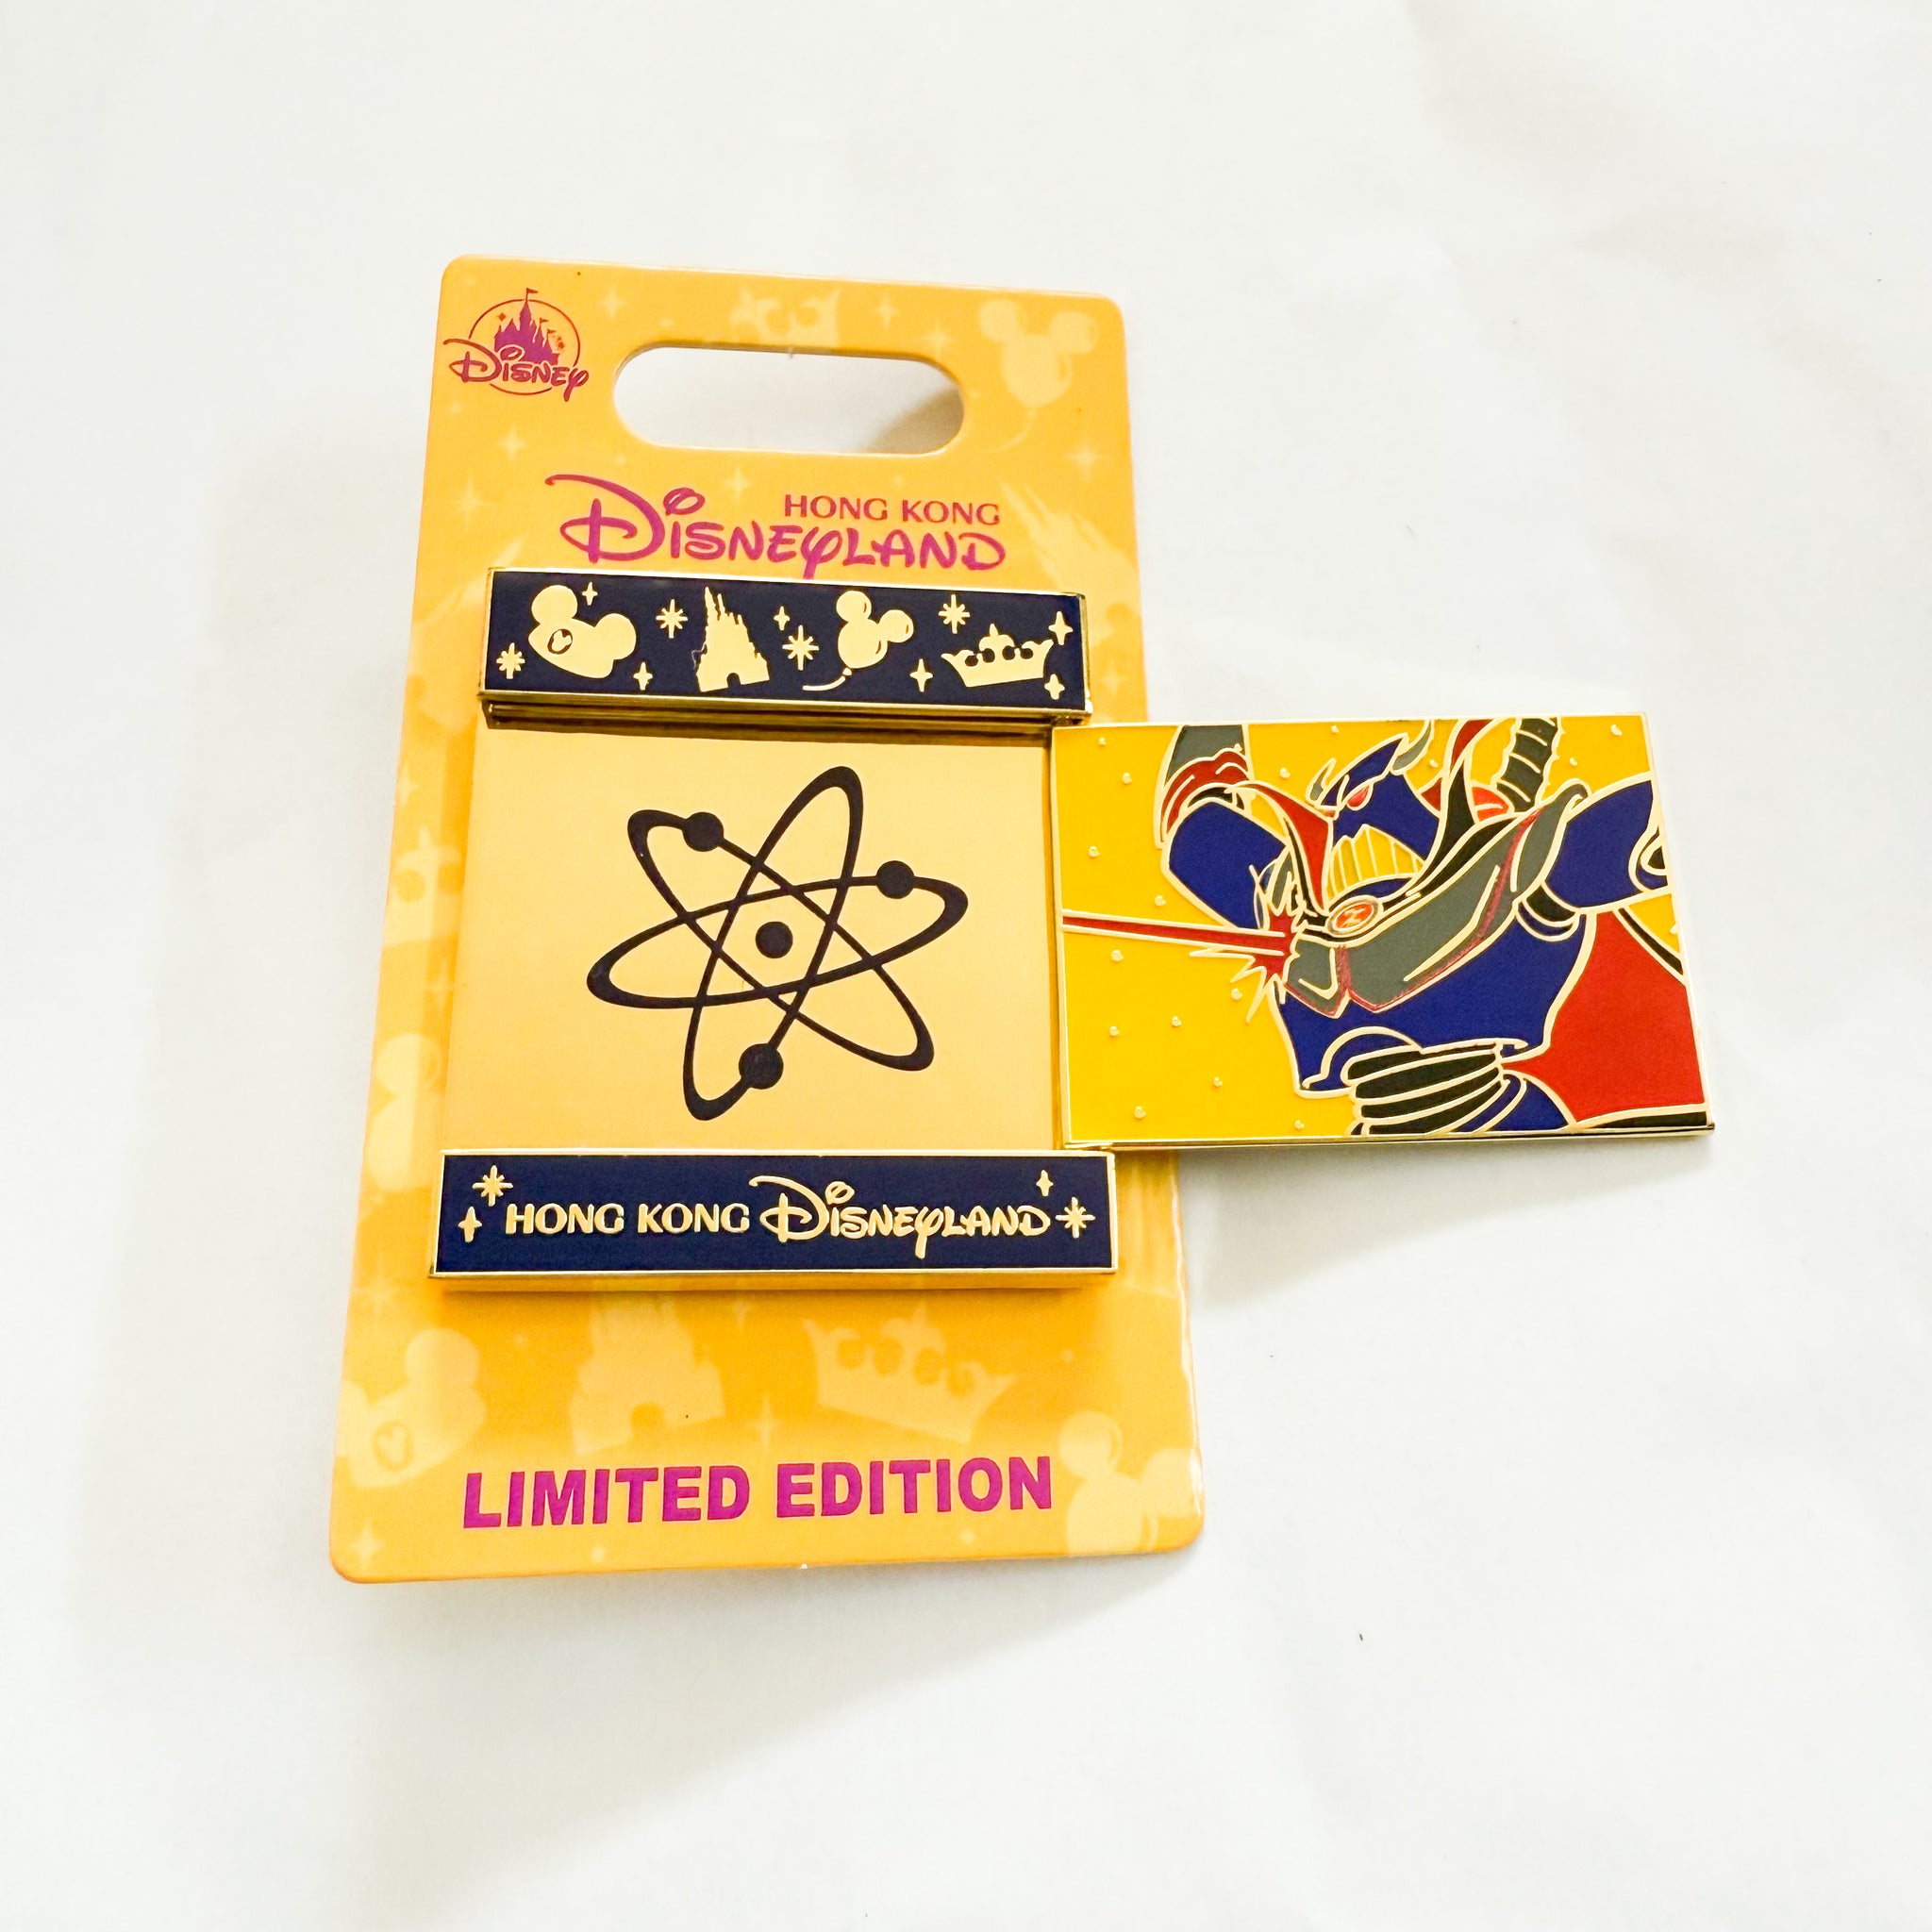 Disney
HONG KONG
Disneyland
HONG KONG Disneyland
Z
LIMITED EDITION